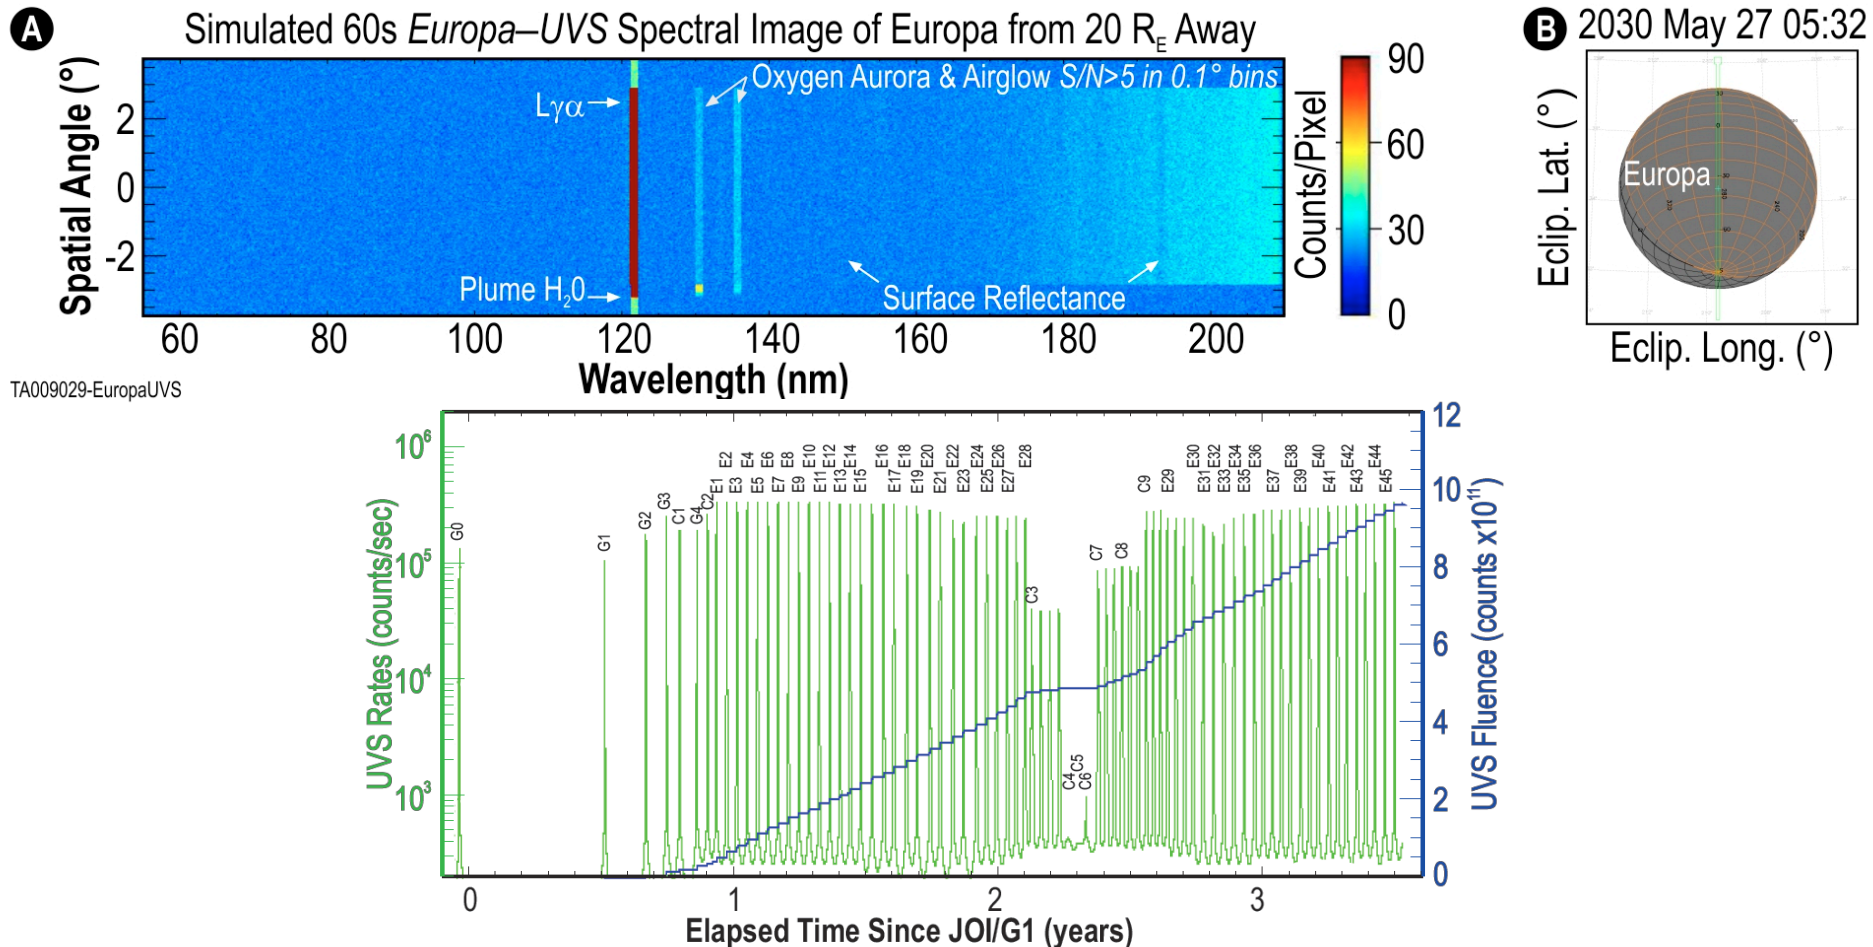 A Simulated 60s Europa–UVS Spectral Image of Europa from 20 RE Away
Spatial Angle (°)
2
0
-2
Lγα
Oxygen Aurora & Airglow S/N>5 in 0.1° bins
Plume H20
Surface Reflectance
60 80 100 120 140 160 180 200
Wavelength (nm)
Counts/Pixel
90
60
30
0
TA009029-EuropaUVS
B 2030 May 27 05:32
Eclip. Lat. (°)
Europa
Eclip. Long. (°)
UVS Rates (counts/sec)
10^6
10^5
10^4
10^3
G0 G1 G2 G3 C1 G4 C2
E1 E2 E3 E4 E5 E6 E7 E8 E9 E10 E11 E12 E13 E14 E15 E16 E17 E18 E19 E20 E21 E22 E23 E24 E25 E26 E27 E28
C3 C4 C5 C6 C7 C8 C9
E29 E30 E31 E32 E33 E34 E35 E36 E37 E38 E39 E40 E41 E42 E43 E44 E45
12
10
8
6
4
2
0
UVS Fluence (counts x10^11)
0 1 2 3
Elapsed Time Since JOI/G1 (years)